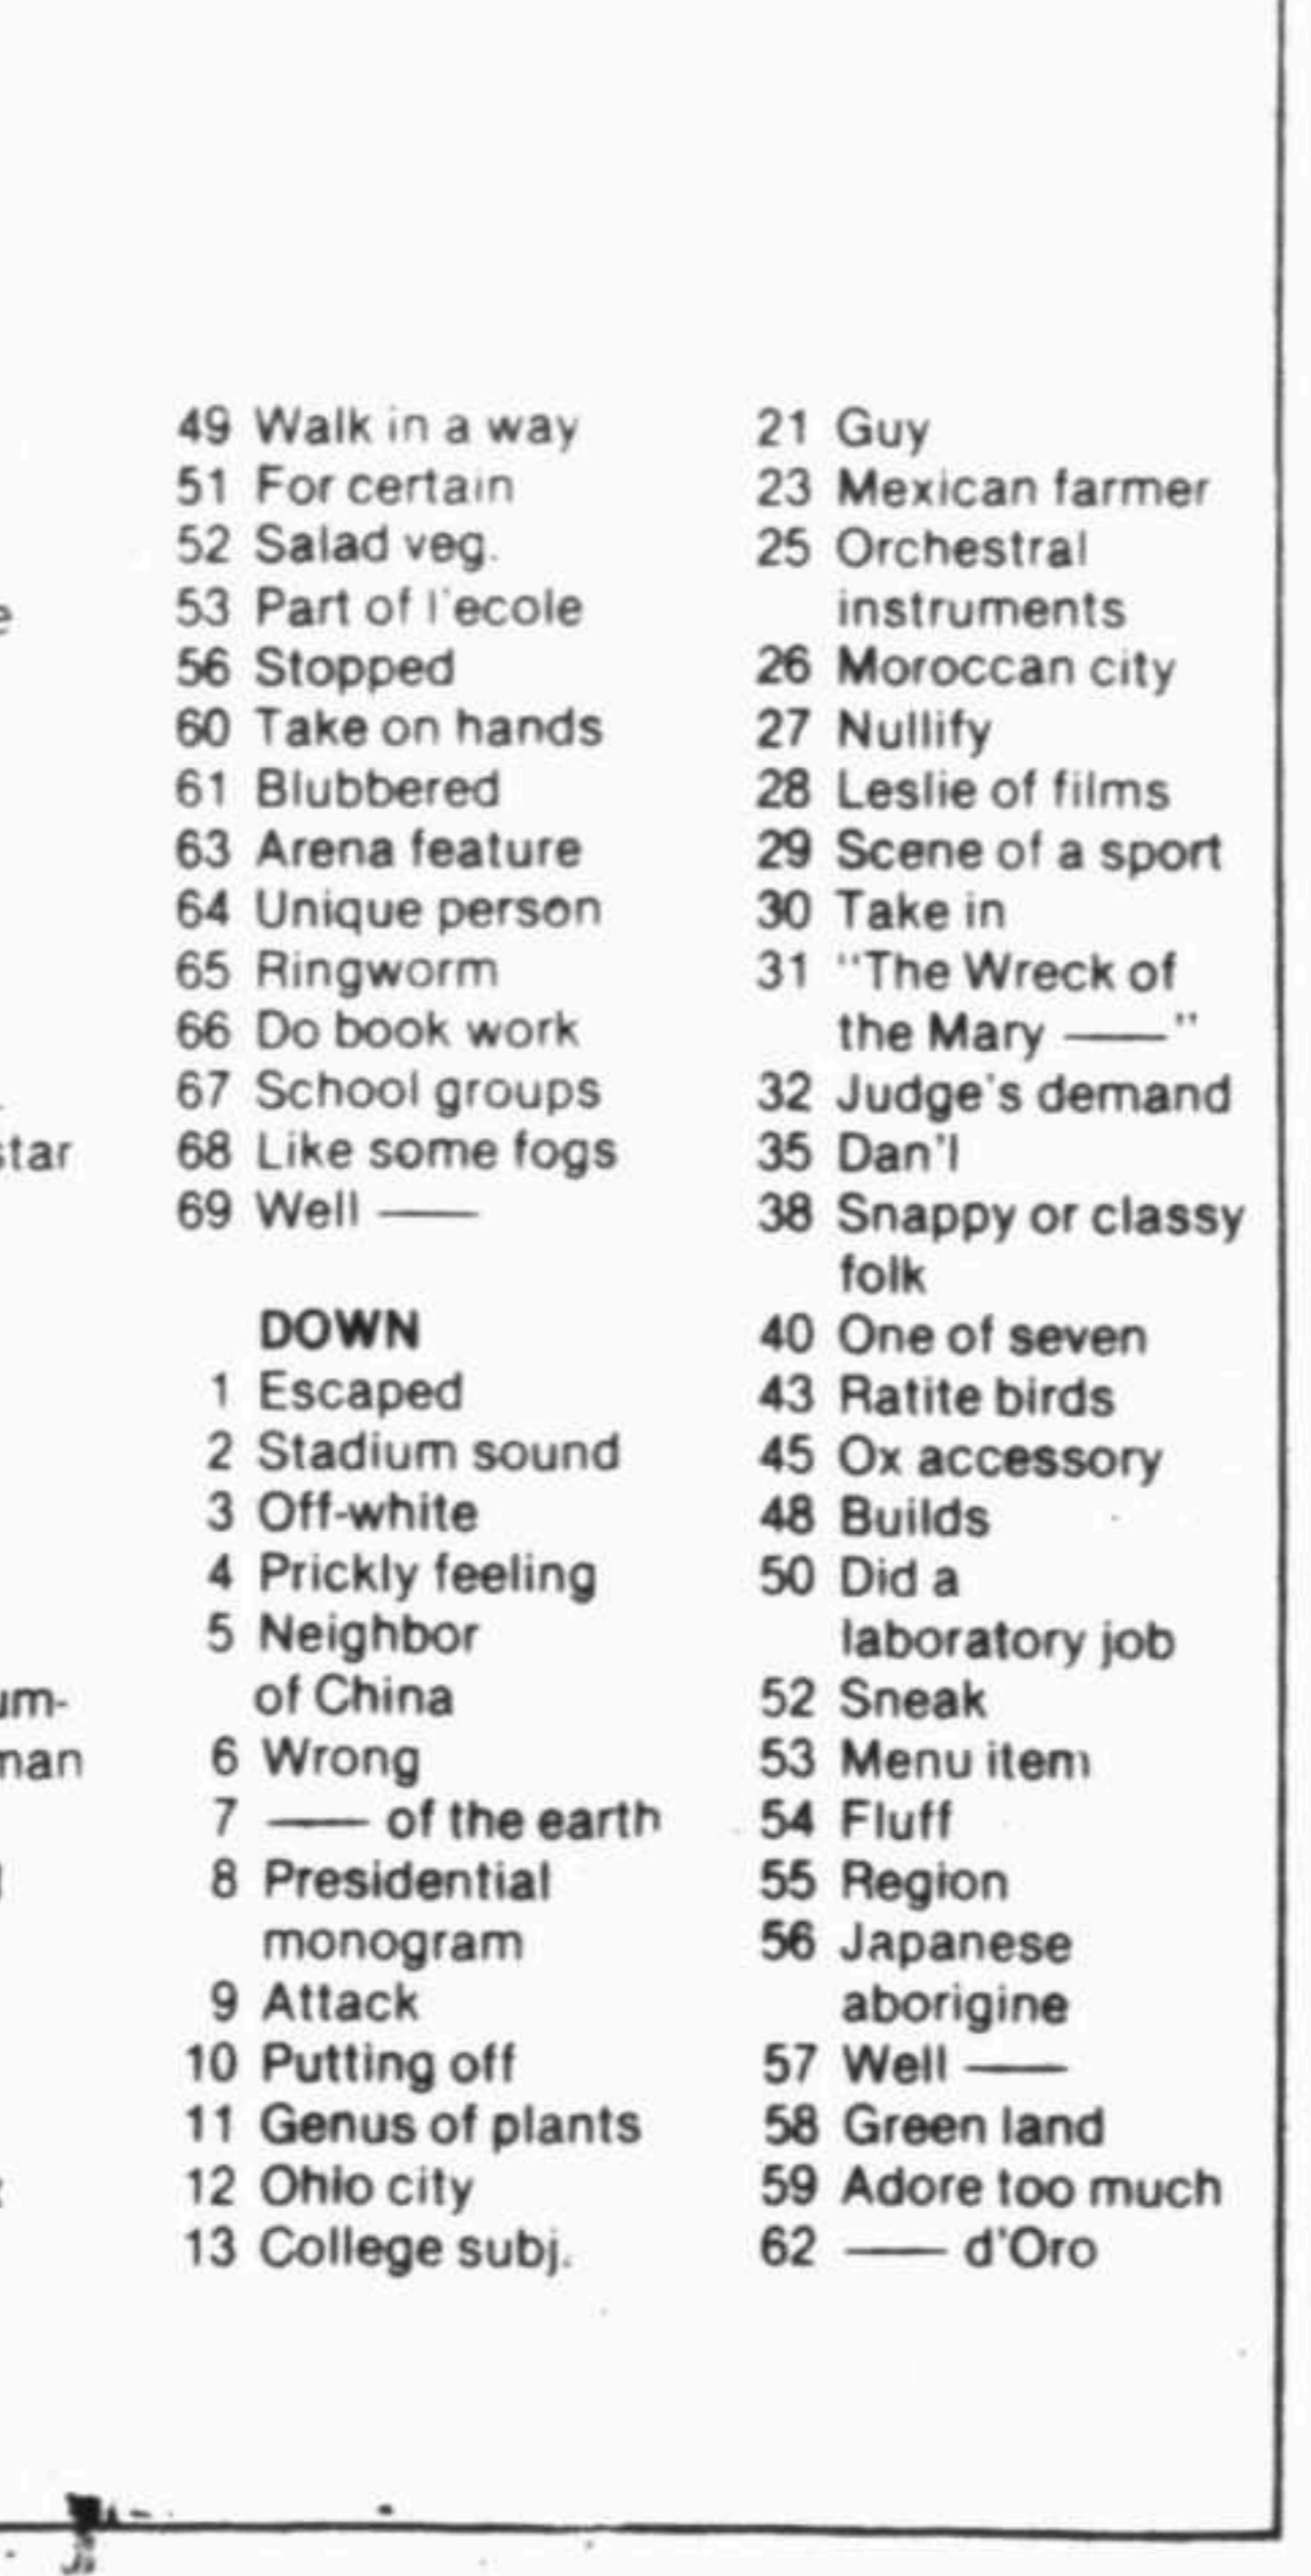 e
star
um-
man
49 Walk in a way
51 For certain
52 Salad veg.
53 Part of l'ecole
56 Stopped
60 Take on hands
61 Blubbered
63 Arena feature
64 Unique person
65 Ringworm
66 Do book work
67 School groups
68 Like some fogs
69 Well ——
DOWN
1 Escaped
2 Stadium sound
3 Off-white
4 Prickly feeling
5 Neighbor
of China
6 Wrong
7 —— of the earth
8 Presidential
monogram
9 Attack
10 Putting off
11 Genus of plants
12 Ohio city
13 College subj.
21 Guy
23 Mexican farmer
25 Orchestral
instruments
26 Moroccan city
27 Nullify
28 Leslie of films
29 Scene of a sport
30 Take in
31 "The Wreck of
the Mary ——"
32 Judge's demand
35 Dan'l
38 Snappy or classy
folk
40 One of seven
43 Ratite birds
45 Ox accessory
48 Builds
50 Did a
laboratory job
52 Sneak
53 Menu item
54 Fluff
55 Region
56 Japanese
aborigine
57 Well ——
58 Green land
59 Adore too much
62 —— d'Oro